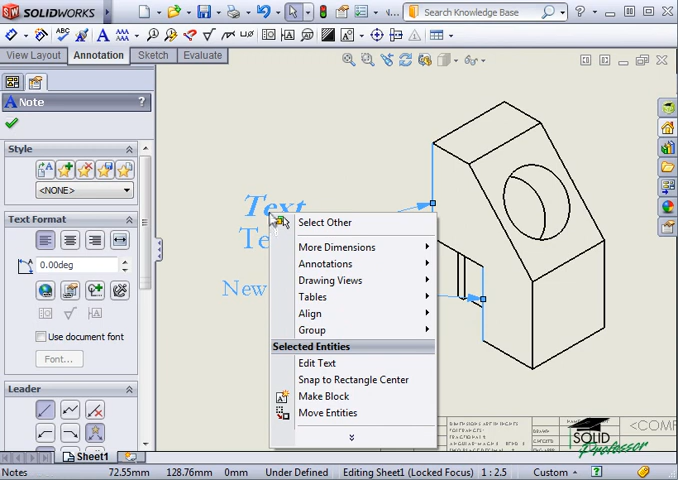 SOLIDWORKS
Search Knowledge Base
View Layout
Annotation
Sketch
Evaluate
Note
?
Style
<NONE>
Text Format
0.00deg
Use document font
Font...
Leader
Text
Te
New
Select Other
More Dimensions
Annotations
Drawing Views
Tables
Align
Group
Selected Entities
Edit Text
Snap to Rectangle Center
Make Block
Move Entities
<COMP
SOLID
Professor
Sheet1
Notes
72.55mm
128.76mm
0mm
Under Defined
Editing Sheet1 (Locked Focus)
1 : 2.5
Custom